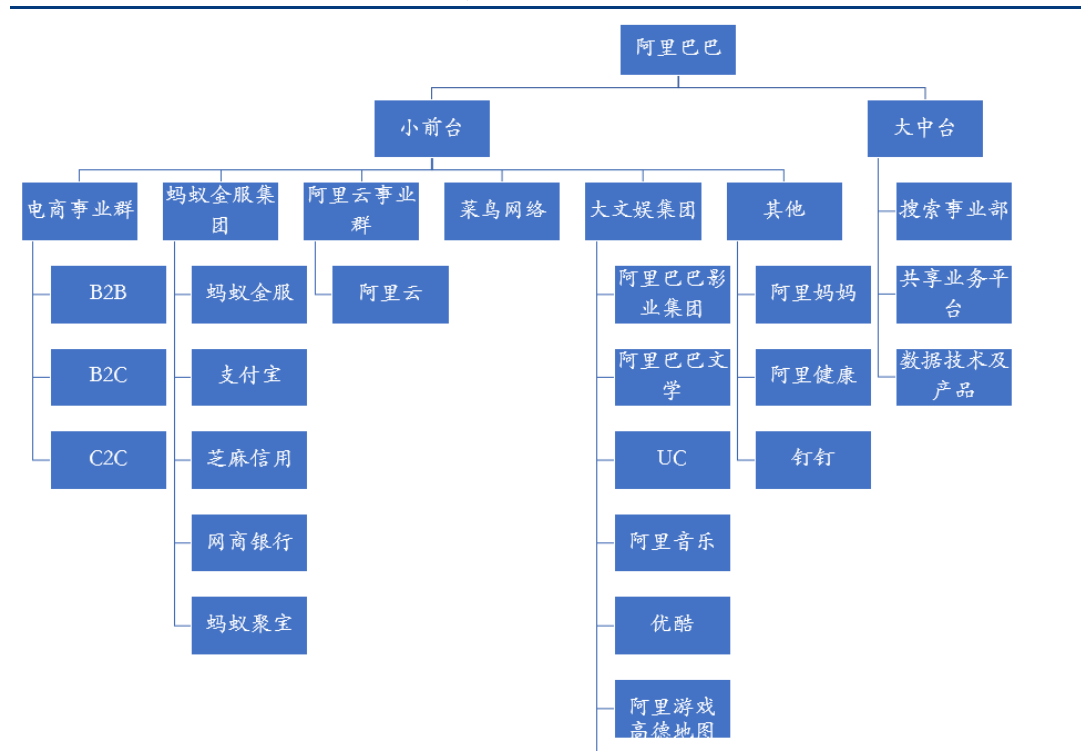 阿里巴巴
小前台
大中台
电商事业群
蚂蚁金服集
团
阿里云事业
群
菜鸟网络
大文娱集团
其他
搜索事业部
B2B
蚂蚁金服
阿里云
阿里巴巴影
业集团
阿里妈妈
共享业务平
台
B2C
支付宝
阿里巴巴文
学
阿里健康
数据技术及
产品
C2C
芝麻信用
UC
钉钉
网商银行
阿里音乐
蚂蚁聚宝
优酷
阿里游戏
高德地图